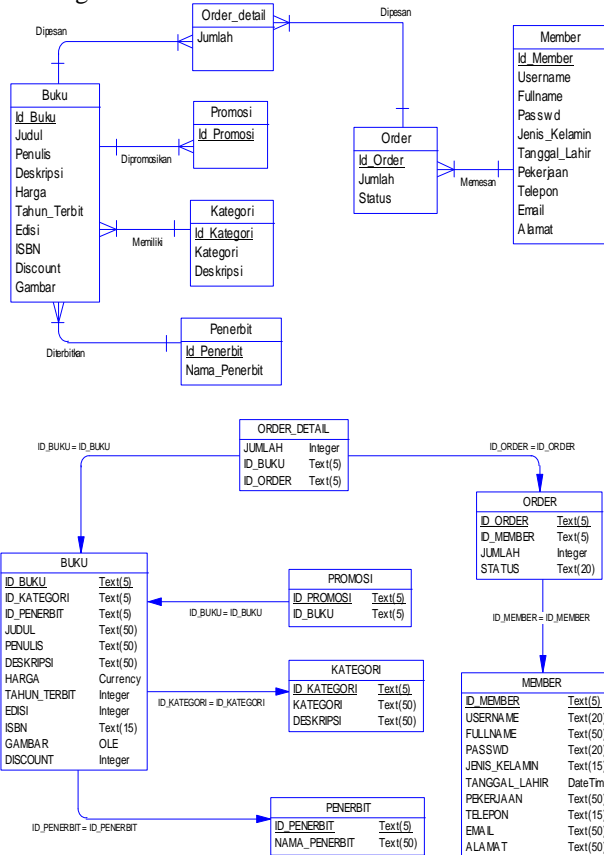 Order_detail
Jumlah
Dipesan
Dipesan
Member
Id_Member
Username
Fullname
Passwd
Jenis_Kelamin
Tanggal_Lahir
Pekerjaan
Telepon
Email
Alamat
Buku
Id_Buku
Judul
Penulis
Deskripsi
Harga
Tahun_Terbit
Edisi
ISBN
Discount
Gambar
Promosi
Id_Promosi
Dipromosikan
Order
Id_Order
Jumlah
Status
Memesan
Kategori
Id_Kategori
Kategori
Deskripsi
Memiliki
Penerbit
Id_Penerbit
Nama_Penerbit
Diterbitkan
ORDER_DETAIL
JUMLAH Integer
ID_BUKU Text(5)
ID_ORDER Text(5)
ID_BUKU = ID_BUKU
ID_ORDER = ID_ORDER
ORDER
ID_ORDER Text(5)
ID_MEMBER Text(5)
JUMLAH Integer
STATUS Text(20)
BUKU
ID_BUKU Text(5)
ID_KATEGORI Text(5)
ID_PENERBIT Text(5)
JUDUL Text(50)
PENULIS Text(50)
DESKRIPSI Text(50)
HARGA Currency
TAHUN_TERBIT Integer
EDISI Integer
ISBN Text(15)
GAMBAR OLE
DISCOUNT Integer
PROMOSI
ID_PROMOSI Text(5)
ID_BUKU Text(5)
ID_BUKU = ID_BUKU
ID_MEMBER = ID_MEMBER
KATEGORI
ID_KATEGORI Text(5)
KATEGORI Text(50)
DESKRIPSI Text(50)
ID_KATEGORI = ID_KATEGORI
MEMBER
ID_MEMBER Text(5)
USERNAME Text(20)
FULLNAME Text(50)
PASSWD Text(20)
JENIS_KELAMIN Text(15)
TANGGAL_LAHIR DateTim
PEKERJAAN Text(50)
TELEPON Text(15)
EMAIL Text(50)
ALAMAT Text(50)
PENERBIT
ID_PENERBIT Text(5)
NAMA_PENERBIT Text(50)
ID_PENERBIT = ID_PENERBIT